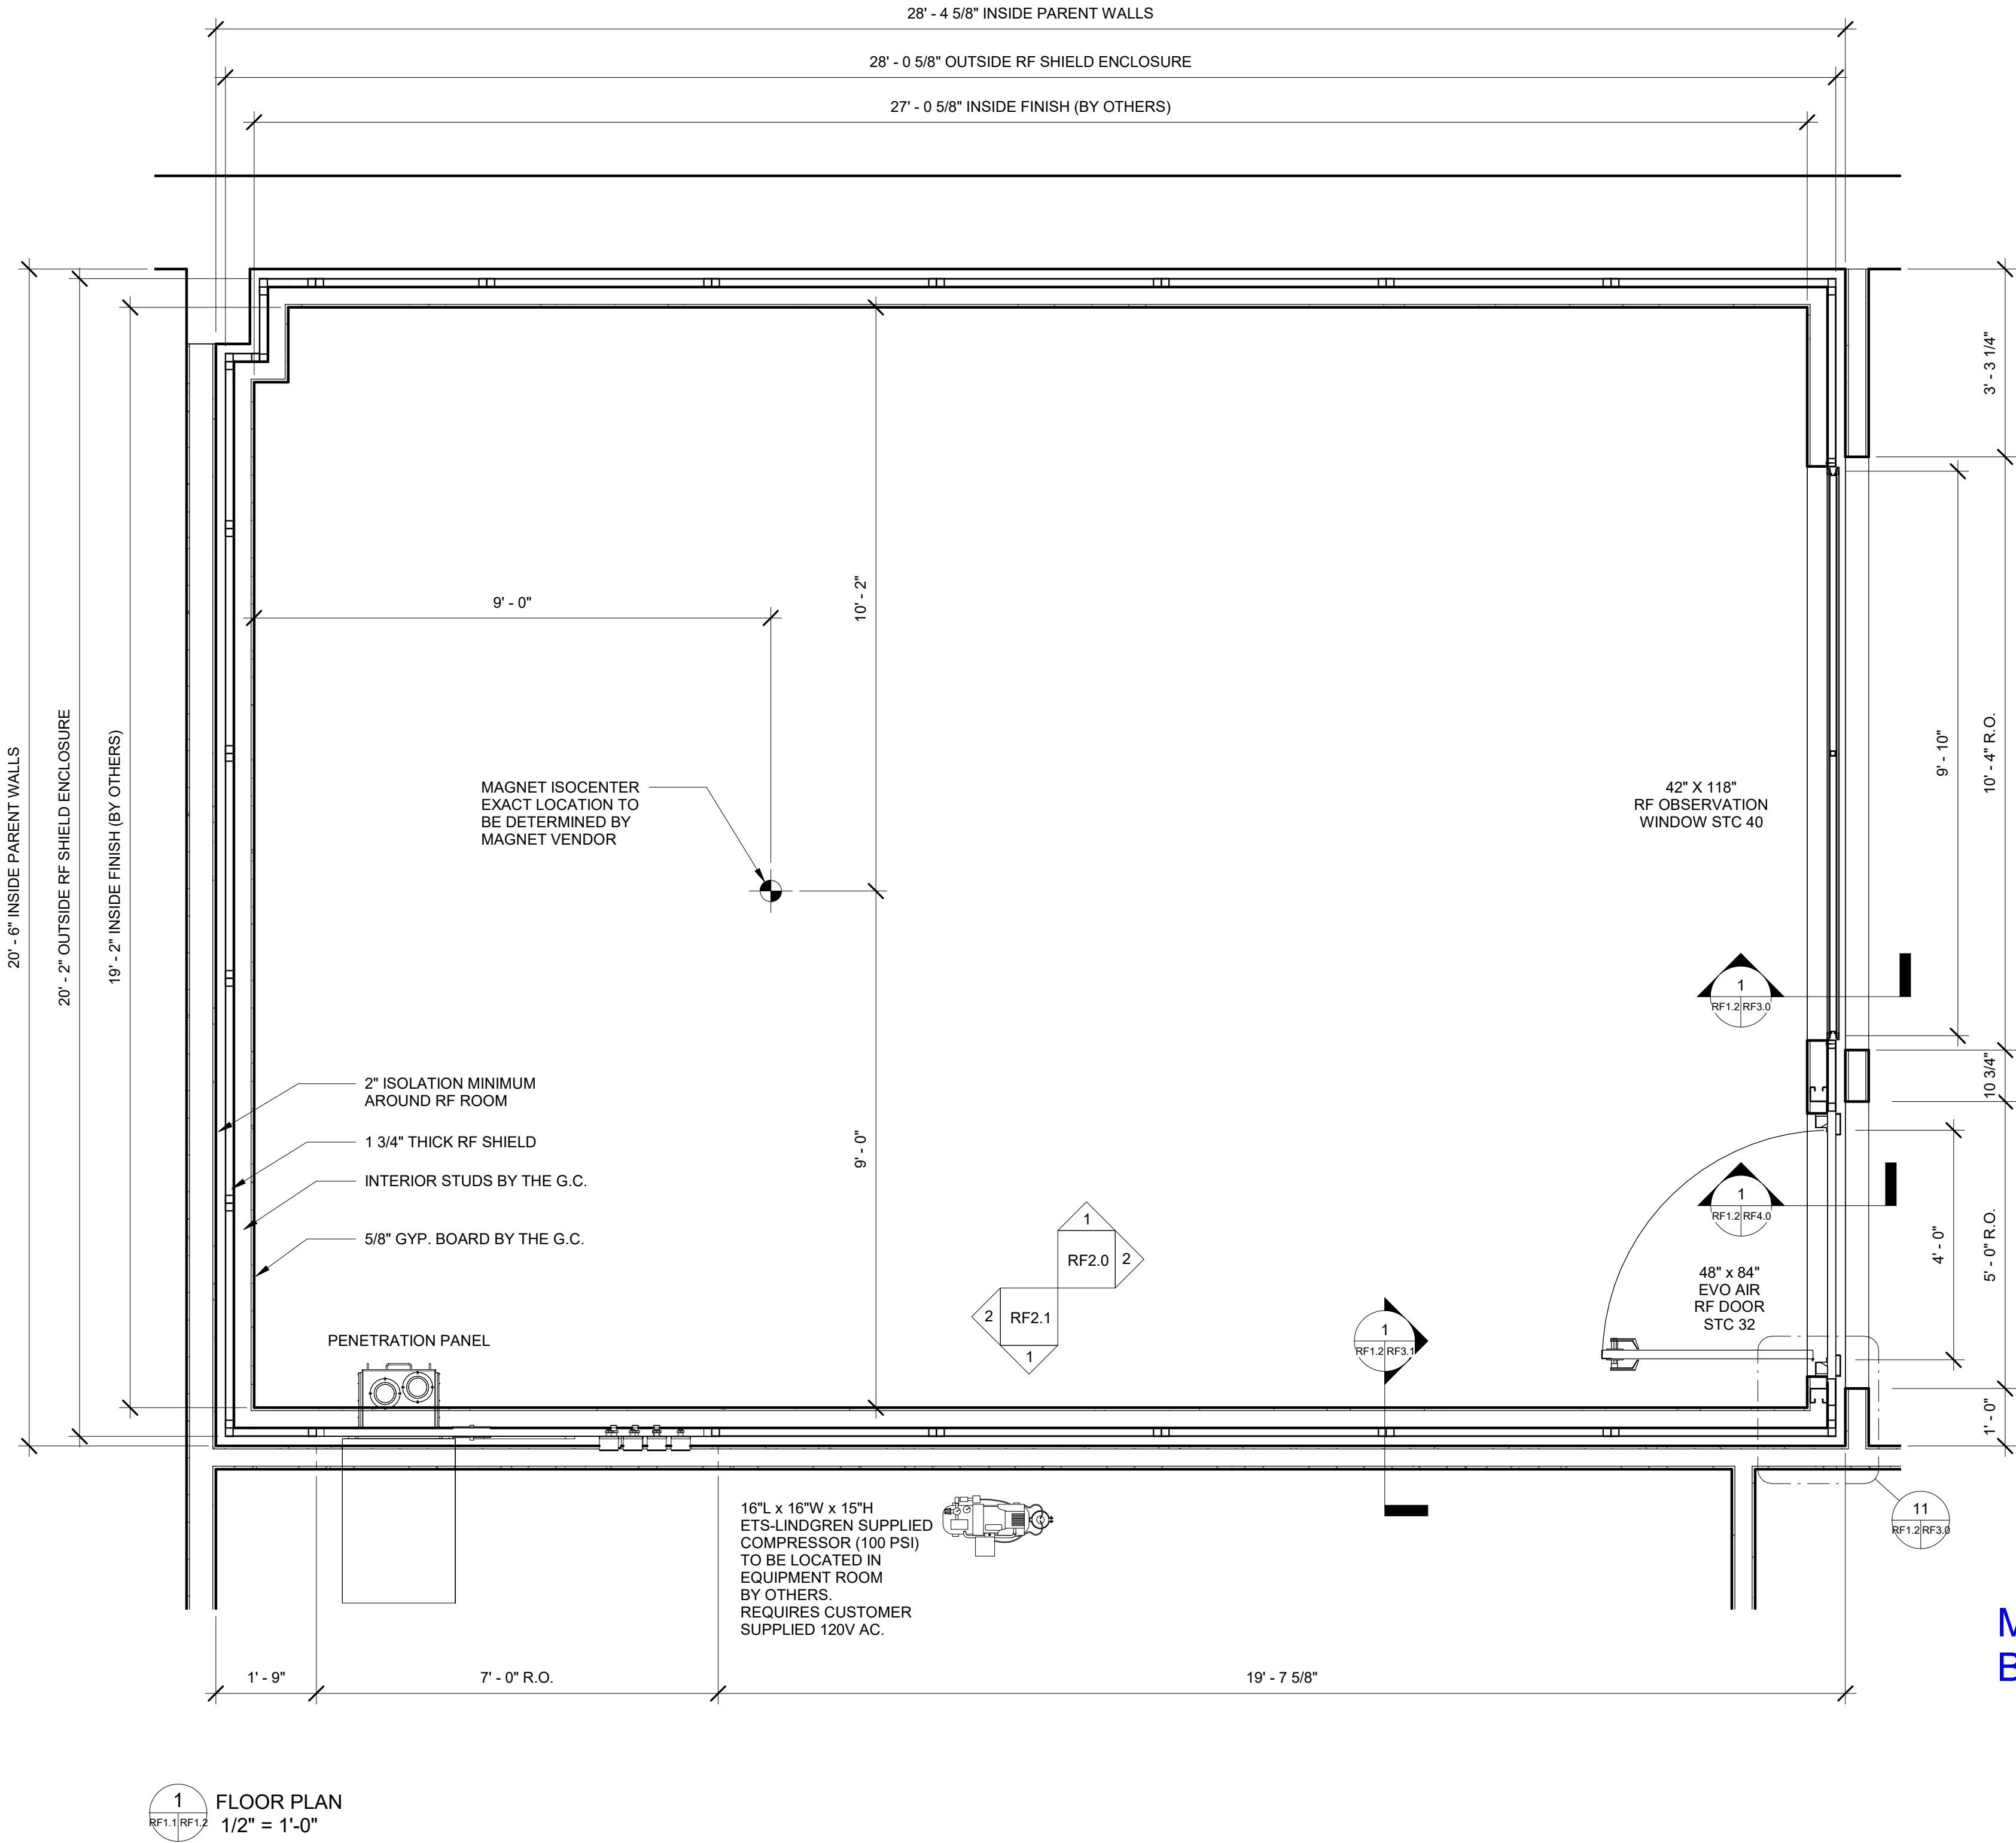 28' - 4 5/8" INSIDE PARENT WALLS
28' - 0 5/8" OUTSIDE RF SHIELD ENCLOSURE
27' - 0 5/8" INSIDE FINISH (BY OTHERS)
20' - 6" INSIDE PARENT WALLS
20' - 2" OUTSIDE RF SHIELD ENCLOSURE
19' - 2" INSIDE FINISH (BY OTHERS)
9' - 0"
10' - 2"
9' - 0"
MAGNET ISOCENTER
EXACT LOCATION TO
BE DETERMINED BY
MAGNET VENDOR
42" X 118"
RF OBSERVATION
WINDOW STC 40
3' - 3 1/4"
9' - 10"
10' - 4" R.O.
10 3/4"
4' - 0"
5' - 0" R.O.
1' - 0"
1
RF1.2 RF3.0
1
RF1.2 RF4.0
2" ISOLATION MINIMUM
AROUND RF ROOM
1 3/4" THICK RF SHIELD
INTERIOR STUDS BY THE G.C.
5/8" GYP. BOARD BY THE G.C.
1
RF2.0
2
2
RF2.1
1
48" x 84"
EVO AIR
RF DOOR
STC 32
1
RF1.2 RF3.1
PENETRATION PANEL
16"L x 16"W x 15"H
ETS-LINDGREN SUPPLIED
COMPRESSOR (100 PSI)
TO BE LOCATED IN
EQUIPMENT ROOM
BY OTHERS.
REQUIRES CUSTOMER
SUPPLIED 120V AC.
11
RF1.2 RF3.0
M
B
1' - 9"
7' - 0" R.O.
19' - 7 5/8"
1
RF1.1 RF1.2
FLOOR PLAN
1/2" = 1'-0"